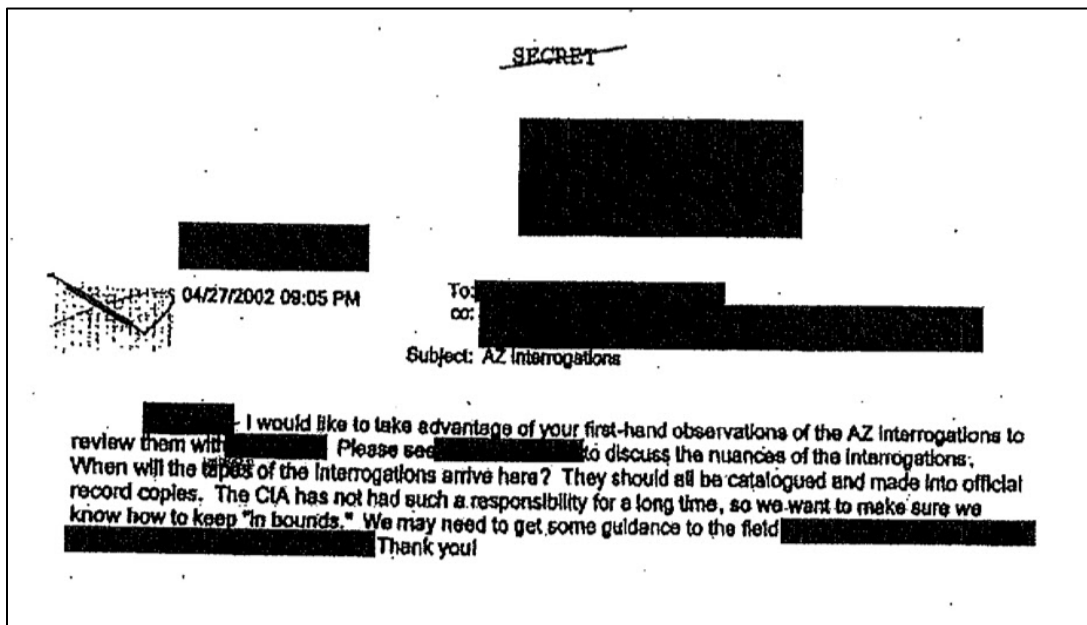 SECRET
04/27/2002 09:05 PM
To:
cc:
Subject: AZ Interrogations
- I would like to take advantage of your first-hand observations of the AZ Interrogations to
review them with Please see to discuss the nuances of the interrogations.
When will the tapes of the interrogations arrive here? They should all be catalogued and made into official
record copies. The CIA has not had such a responsibility for a long time, so we want to make sure we
know how to keep "in bounds." We may need to get some guidance to the field
Thank you!